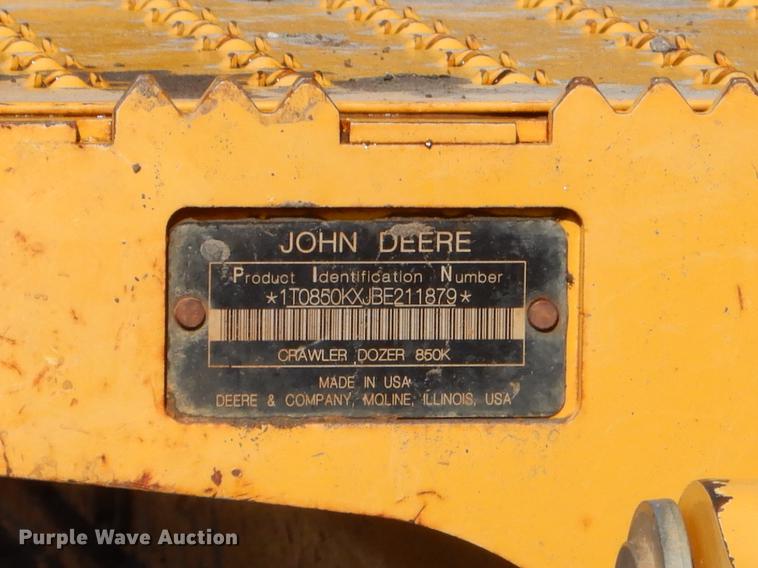 JOHN DEERE
Product Identification Number
*1T0850KXJBE211879*
CRAWLER DOZER 850K
MADE IN USA
DEERE & COMPANY, MOLINE, ILLINOIS, USA
Purple Wave Auction